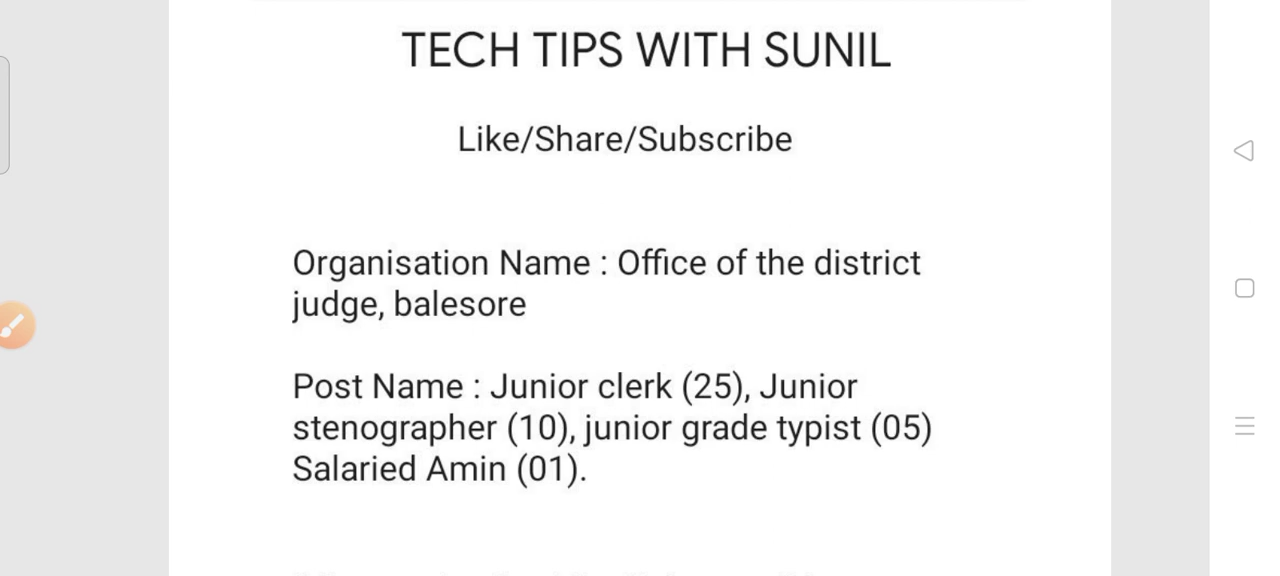 TECH TIPS WITH SUNIL
Like/Share/Subscribe
Organisation Name : Office of the district
judge, balesore
Post Name : Junior clerk (25), Junior
stenographer (10), junior grade typist (05)
Salaried Amin (01).